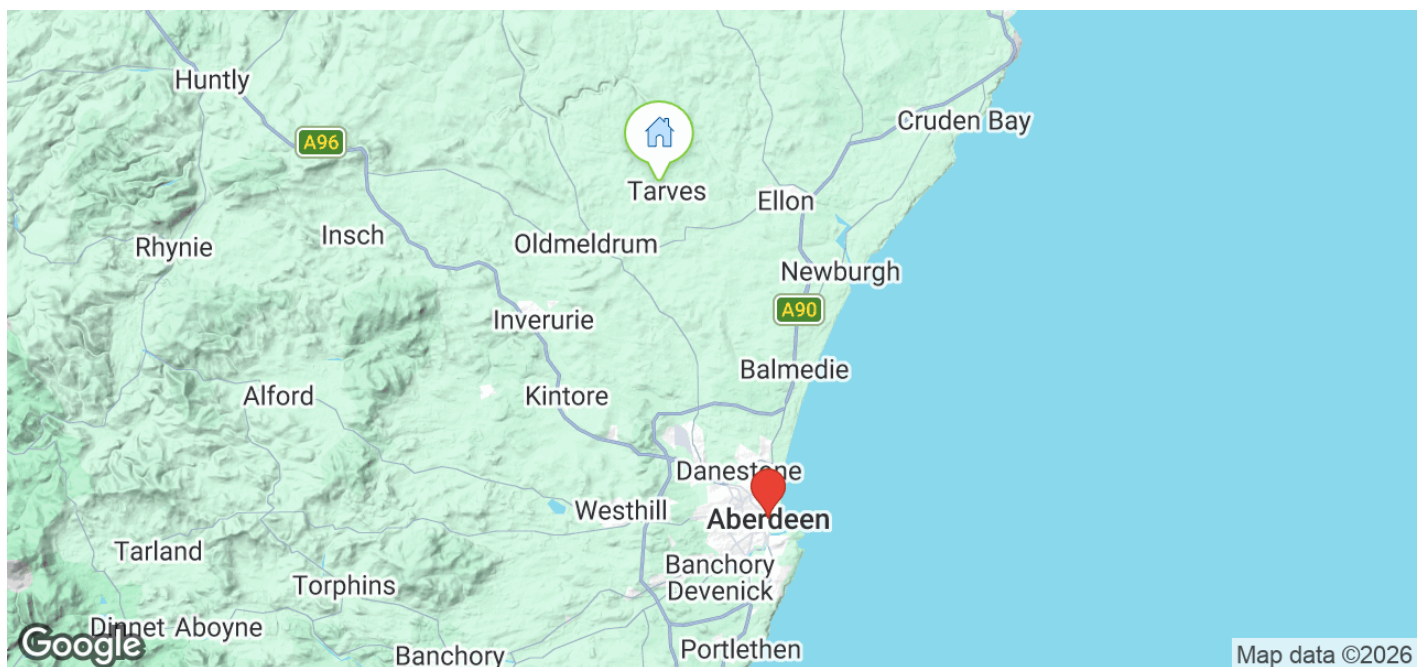 Huntly
A96
Cruden Bay
Tarves
Ellon
Rhynie
Insch
Oldmeldrum
Newburgh
A90
Inverurie
Balmedie
Alford
Kintore
Danestone
Westhill
Aberdeen
Tarland
Torphins
Banchory
Devenick
Dinnet
Aboyne
Banchory
Portlethen
Google
Map data ©2026